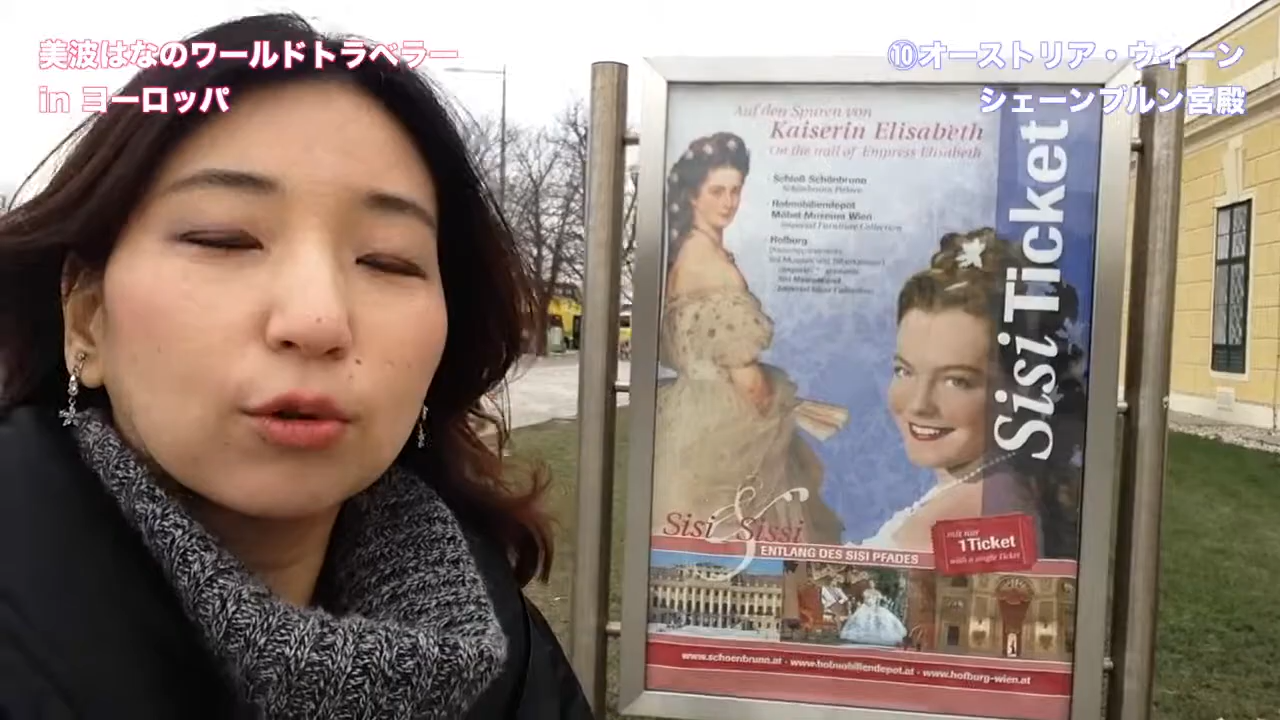 美波はなのワールドトラベラー
in ヨーロッパ
⑩オーストリア・ウィーン
シェーンブルン宮殿
Auf den Spuren von
Kaiserin Elisabeth
On the trail of Empress Elisabeth
Schloß Schönbrunn
Schönbrunn Palace
Hofmobiliendepot
Möbel Museum Wien
Imperial Furniture Collection
Hofburg
Sisi Ticket
Sisi & Sissi
ENTLANG DES SISI PFADES
mit nur
1 Ticket
with a single ticket
www.schoenbrunn.at · www.hofmobiliendepot.at · www.hofburg-wien.at